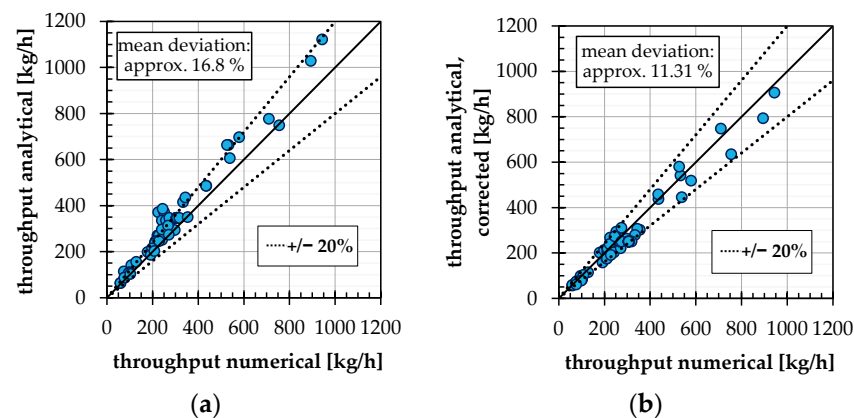 throughput analytical [kg/h]
1200
1000
800
600
400
200
0
mean deviation:
approx. 16.8 %
+/− 20%
0 200 400 600 800 1000 1200
throughput numerical [kg/h]
(a)
throughput analytical,
corrected [kg/h]
1200
1000
800
600
400
200
0
mean deviation:
approx. 11.31 %
+/− 20%
0 200 400 600 800 1000 1200
throughput numerical [kg/h]
(b)